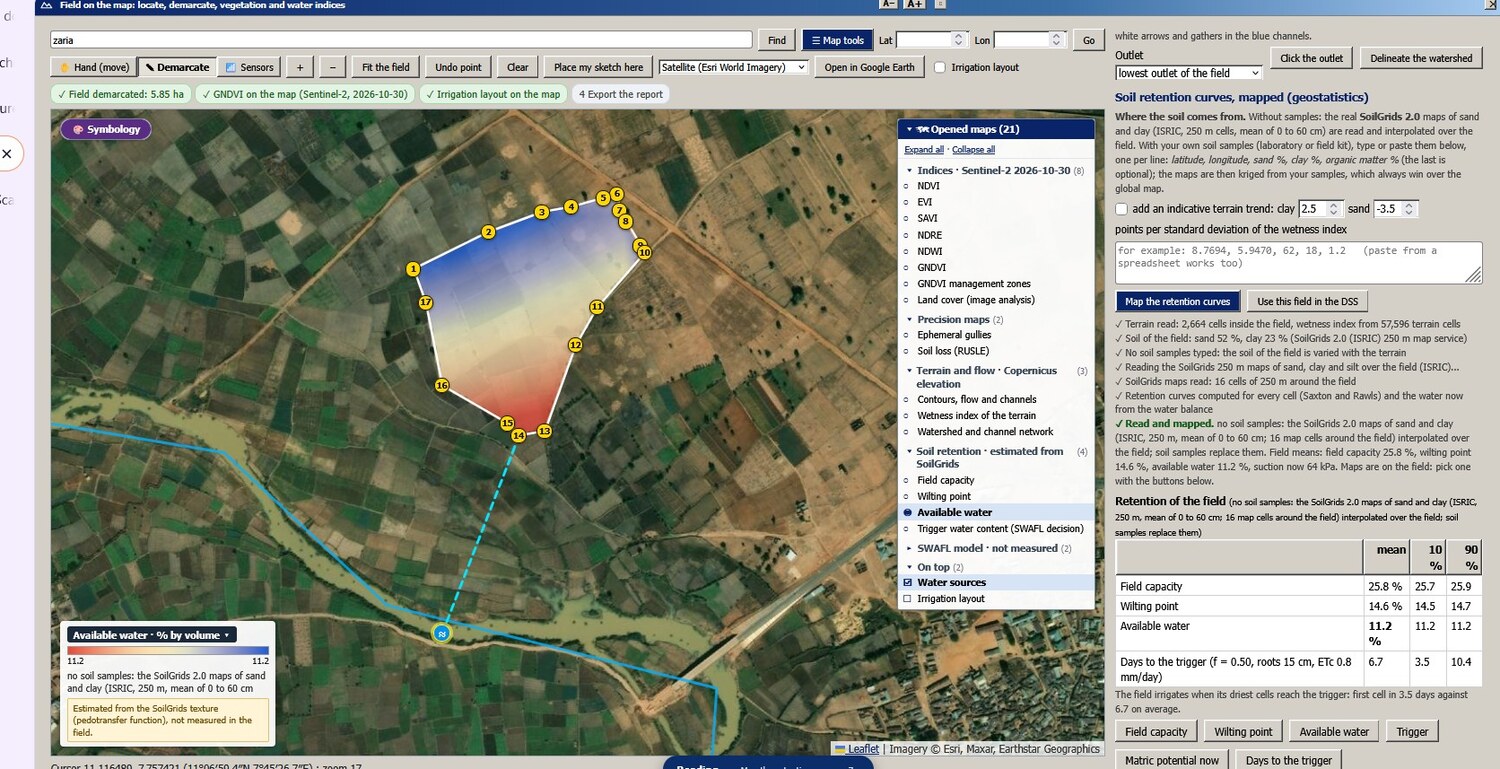 Field on the map: locate, demarcate, vegetation and water indices
A−
A+
zaria
Find
☰ Map tools
Lat
Lon
Go
Hand (move)
Demarcate
Sensors
+
−
Fit the field
Undo point
Clear
Place my sketch here
Satellite (Esri World Imagery)
Open in Google Earth
Irrigation layout
✓ Field demarcated: 5.85 ha
✓ GNDVI on the map (Sentinel-2, 2026-10-30)
✓ Irrigation layout on the map
4 Export the report
Symbology
1
2
3
4
5
6
7
8
9
10
11
12
13
14
15
16
17
Opened maps (21)
Expand all · Collapse all
Indices · Sentinel-2 2026-10-30 (8)
NDVI
EVI
SAVI
NDRE
NDWI
GNDVI
GNDVI management zones
Land cover (image analysis)
Precision maps (2)
Ephemeral gullies
Soil loss (RUSLE)
Terrain and flow · Copernicus (3)
elevation
Contours, flow and channels
Wetness index of the terrain
Watershed and channel network
Soil retention · estimated from (4)
SoilGrids
Field capacity
Wilting point
Available water
Trigger water content (SWAFL decision)
SWAFL model · not measured (2)
On top (2)
Water sources
Irrigation layout
Available water · % by volume
11.2 11.2
no soil samples: the SoilGrids 2.0 maps of sand
and clay (ISRIC, 250 m, mean of 0 to 60 cm
Estimated from the SoilGrids texture
(pedotransfer function), not measured in the
field.
Leaflet | Imagery © Esri, Maxar, Earthstar Geographics
white arrows and gathers in the blue channels.
Outlet
lowest outlet of the field
Click the outlet
Delineate the watershed
Soil retention curves, mapped (geostatistics)
Where the soil comes from. Without samples: the real SoilGrids 2.0 maps of sand
and clay (ISRIC, 250 m cells, mean of 0 to 60 cm) are read and interpolated over the
field. With your own soil samples (laboratory or field kit), type or paste them below,
one per line: latitude, longitude, sand %, clay %, organic matter % (the last is
optional); the maps are then kriged from your samples, which always win over the
global map.
add an indicative terrain trend: clay 2.5 sand -3.5
points per standard deviation of the wetness index
for example: 8.7694, 5.9470, 62, 18, 1.2 (paste from a
spreadsheet works too)
Map the retention curves
Use this field in the DSS
✓ Terrain read: 2,664 cells inside the field, wetness index from 57,596 terrain cells
✓ Soil of the field: sand 52 %, clay 23 % (SoilGrids 2.0 (ISRIC) 250 m map service)
✓ No soil samples typed: the soil of the field is varied with the terrain
✓ Reading the SoilGrids 250 m maps of sand, clay and silt over the field (ISRIC)...
✓ SoilGrids maps read: 16 cells of 250 m around the field
✓ Retention curves computed for every cell (Saxton and Rawls) and the water now
from the water balance
✓ Read and mapped. no soil samples: the SoilGrids 2.0 maps of sand and clay
(ISRIC, 250 m, mean of 0 to 60 cm; 16 map cells around the field) interpolated over
the field; soil samples replace them. Field means: field capacity 25.8 %, wilting point
14.6 %, available water 11.2 %, suction now 64 kPa. Maps are on the field: pick one
with the buttons below.
Retention of the field (no soil samples: the SoilGrids 2.0 maps of sand and clay (ISRIC,
250 m, mean of 0 to 60 cm; 16 map cells around the field) interpolated over the field; soil
samples replace them)
mean 10 % 90 %
Field capacity 25.8 % 25.7 25.9
Wilting point 14.6 % 14.5 14.7
Available water 11.2 % 11.2 11.2
Days to the trigger (f = 0.50, roots 15 cm, ETc 0.8 mm/day) 6.7 3.5 10.4
The field irrigates when its driest cells reach the trigger: first cell in 3.5 days against
6.7 on average.
Field capacity
Wilting point
Available water
Trigger
Matric potential now
Days to the trigger